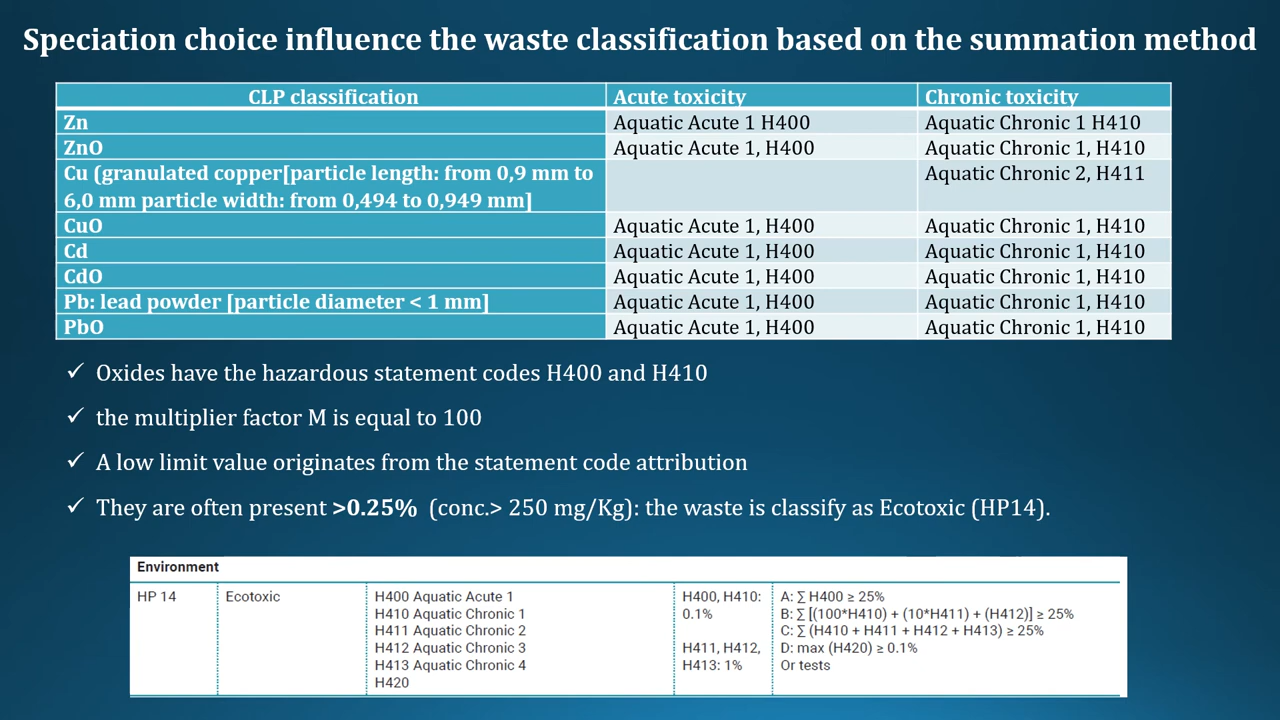 Speciation choice influence the waste classification based on the summation method
CLP classification Acute toxicity Chronic toxicity
Zn Aquatic Acute 1 H400 Aquatic Chronic 1 H410
ZnO Aquatic Acute 1, H400 Aquatic Chronic 1, H410
Cu (granulated copper[particle length: from 0,9 mm to Aquatic Chronic 2, H411
6,0 mm particle width: from 0,494 to 0,949 mm]
CuO Aquatic Acute 1, H400 Aquatic Chronic 1, H410
Cd Aquatic Acute 1, H400 Aquatic Chronic 1, H410
CdO Aquatic Acute 1, H400 Aquatic Chronic 1, H410
Pb: lead powder [particle diameter < 1 mm] Aquatic Acute 1, H400 Aquatic Chronic 1, H410
PbO Aquatic Acute 1, H400 Aquatic Chronic 1, H410
✓ Oxides have the hazardous statement codes H400 and H410
✓ the multiplier factor M is equal to 100
✓ A low limit value originates from the statement code attribution
✓ They are often present >0.25% (conc.> 250 mg/Kg): the waste is classify as Ecotoxic (HP14).
Environment
HP 14 Ecotoxic H400 Aquatic Acute 1 H400, H410: A: ∑ H400 ≥ 25%
H410 Aquatic Chronic 1 0.1% B: ∑ [(100*H410) + (10*H411) + (H412)] ≥ 25%
H411 Aquatic Chronic 2 C: ∑ (H410 + H411 + H412 + H413) ≥ 25%
H412 Aquatic Chronic 3 H411, H412, D: max (H420) ≥ 0.1%
H413 Aquatic Chronic 4 H413: 1% Or tests
H420